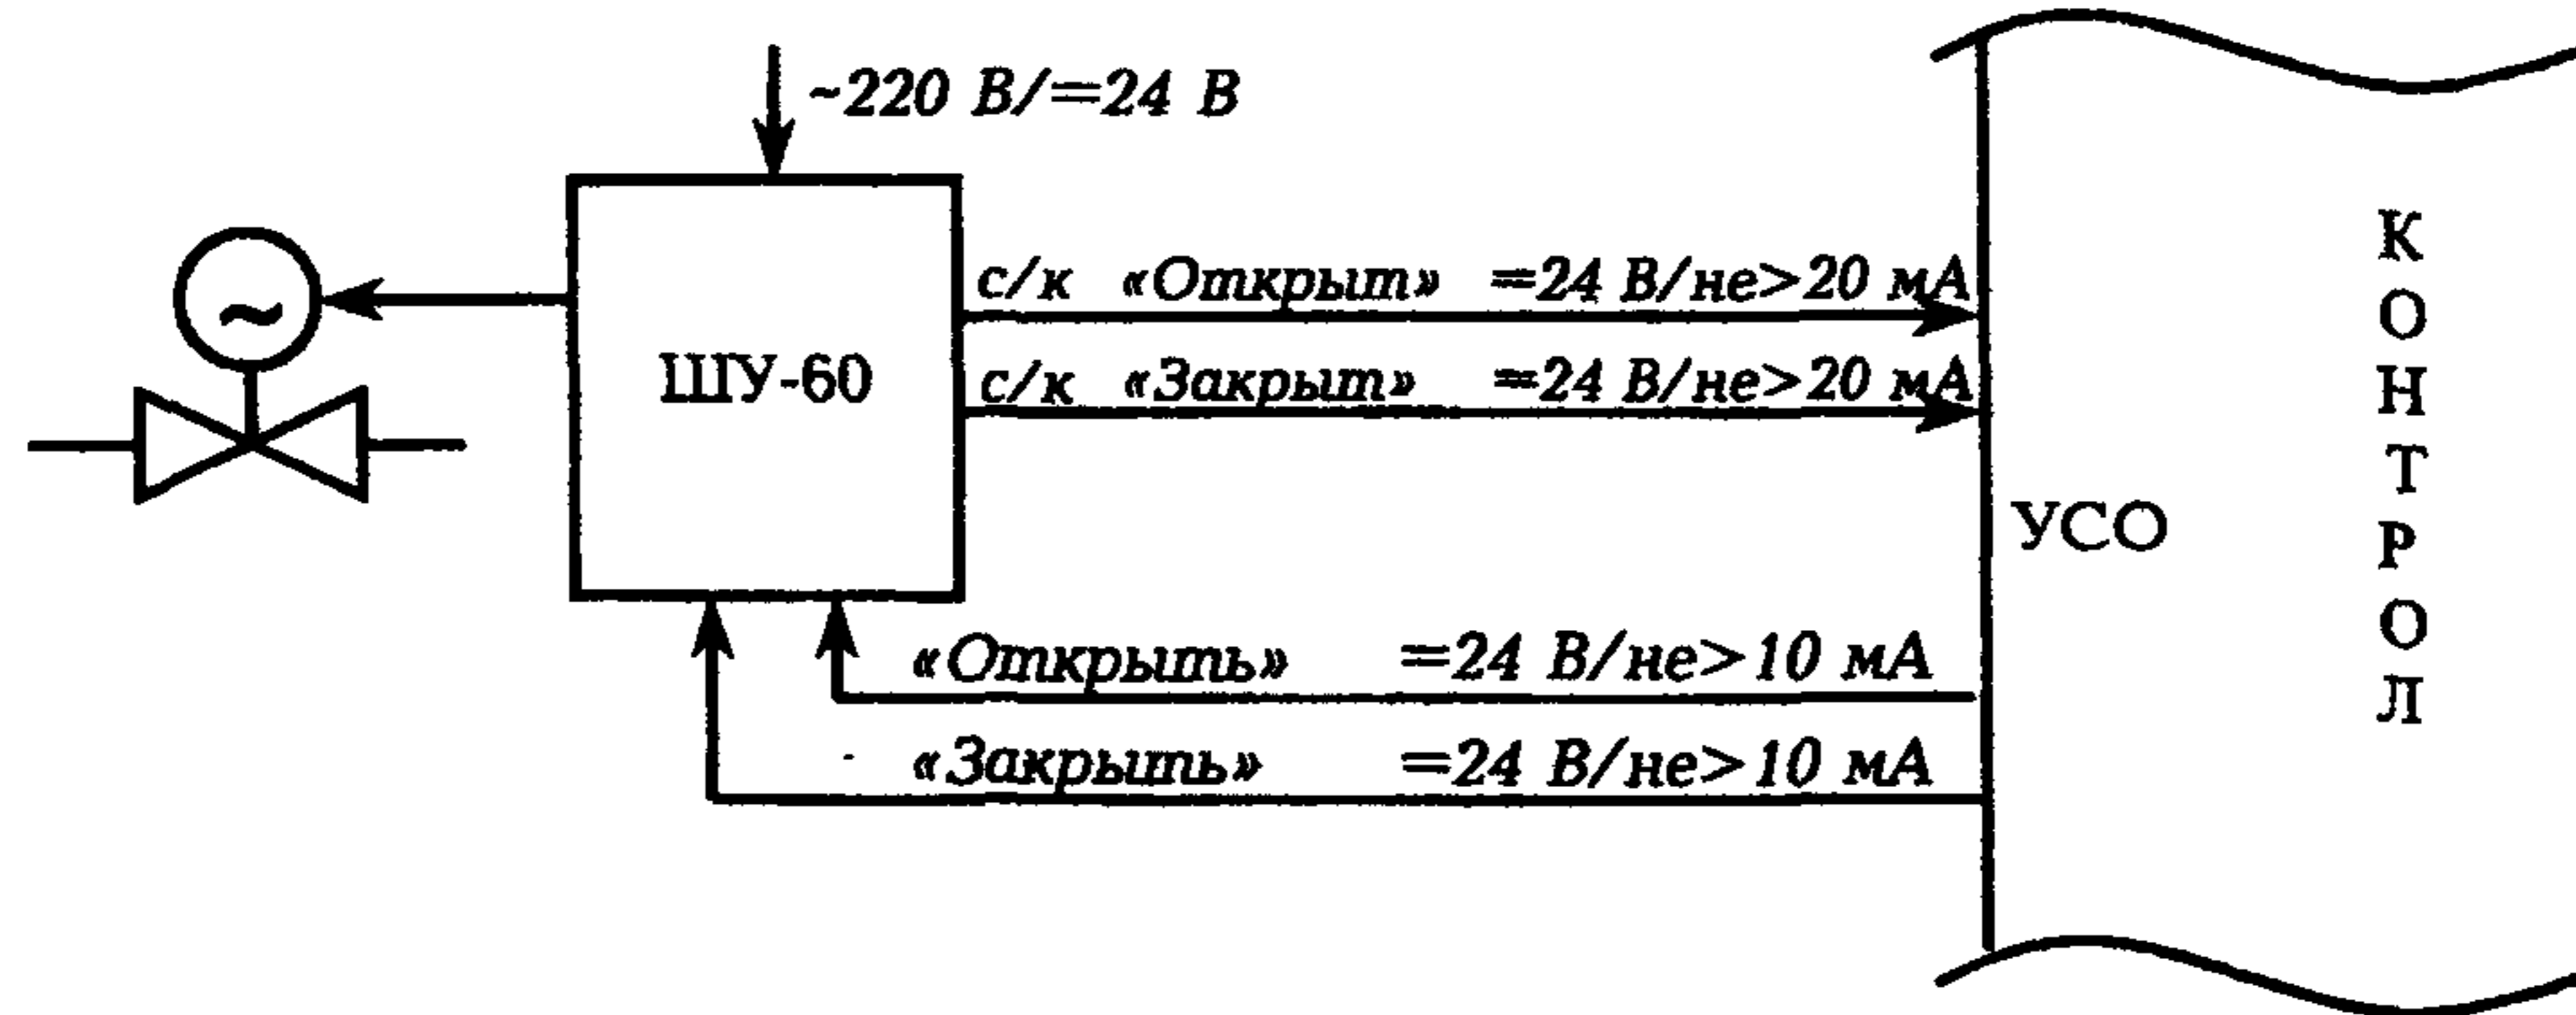 ~220 В/=24 В
с/к «Открыт» =24 В/не>20 мА
с/к «Закрыт» =24 В/не>20 мА
ШУ-60
УСО
«Открыть» =24 В/не>10 мА
«Закрыть» =24 В/не>10 мА
КОНТРОЛ